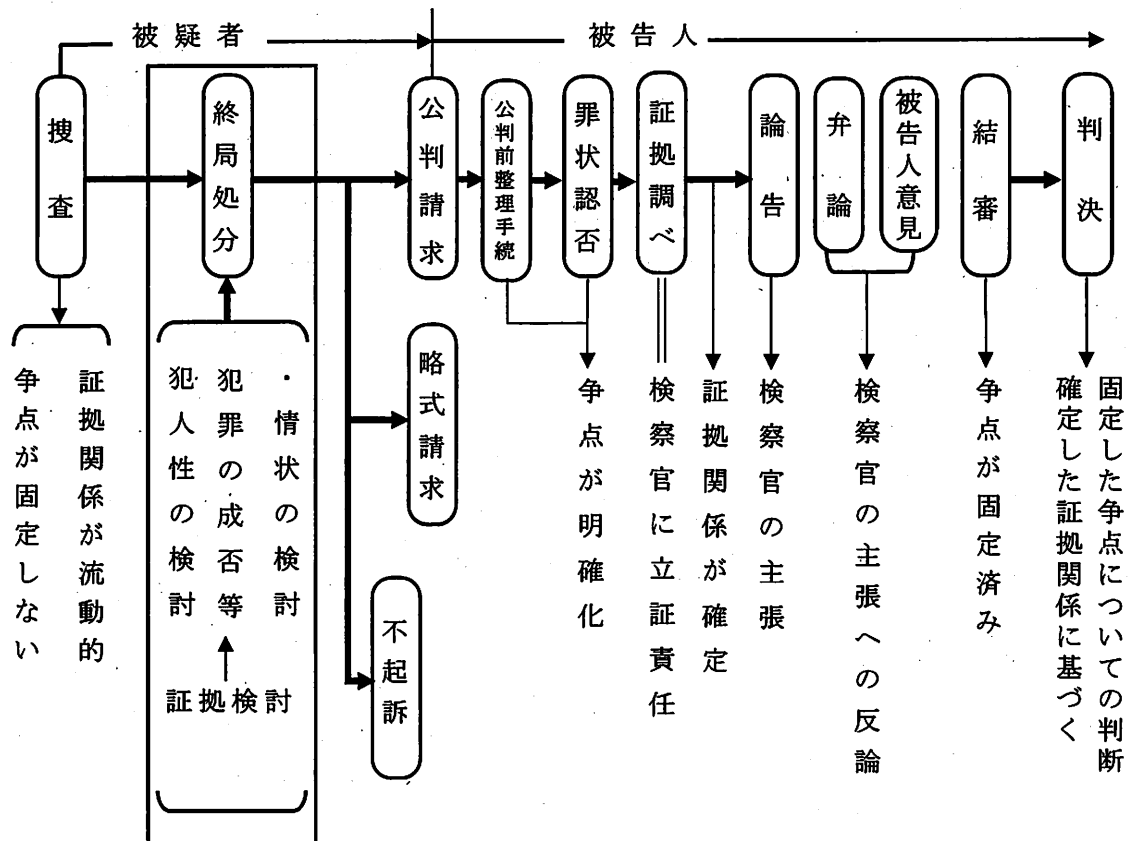 被疑者
被告人
捜査
終局処分
公判請求
公判前整理手続
罪状認否
証拠調べ
論告
弁論
被告人意見
結審
判決
略式請求
不起訴
証拠関係が流動的
争点が固定しない
・情状の検討
犯罪の成否等
犯人性の検討
証拠検討
争点が明確化
検察官に立証責任
証拠関係が確定
検察官の主張
検察官の主張への反論
争点が固定済み
固定した争点についての判断
確定した証拠関係に基づく